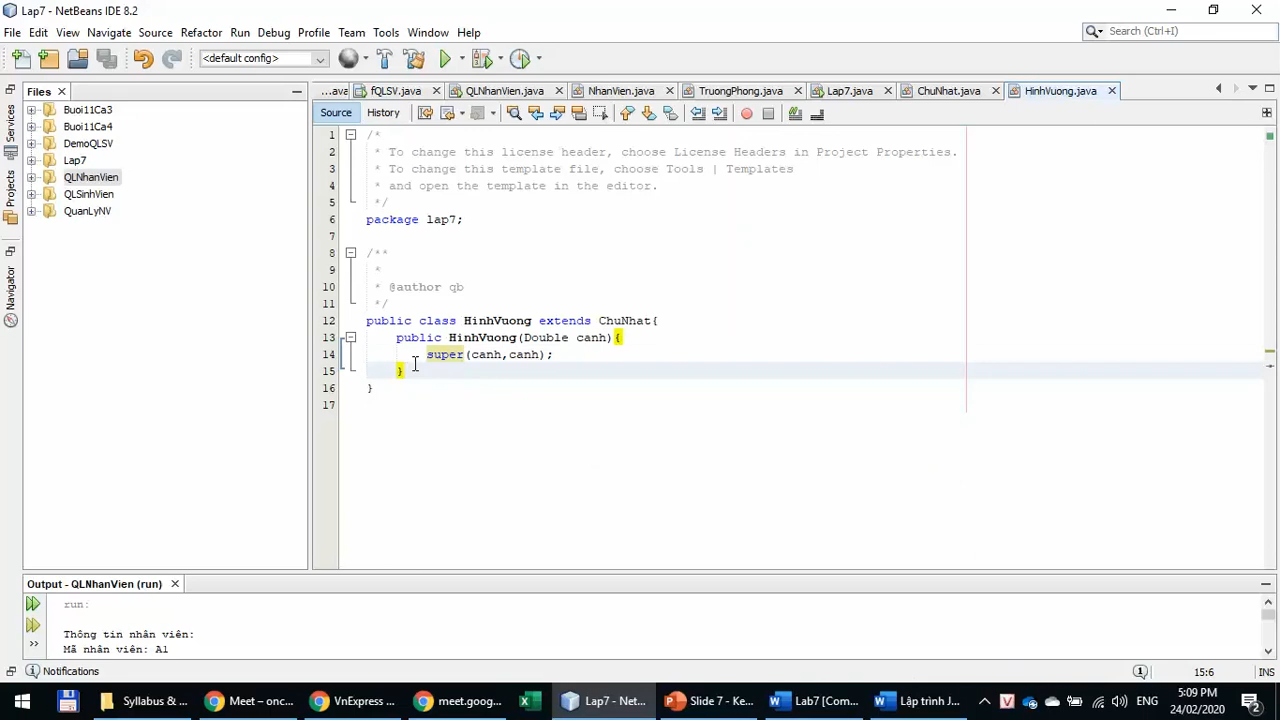 Lap7 - NetBeans IDE 8.2
File Edit View Navigate Source Refactor Run Debug Profile Team Tools Window Help
Search (Ctrl+I)
<default config>
Files
...ava fQLSV.java QLNhanVien.java NhanVien.java TruongPhong.java Lap7.java ChuNhat.java HinhVuong.java
Source History
Services
Projects
Navigator
Buoi11Ca3
Buoi11Ca4
DemoQLSV
Lap7
QLNhanVien
QLSinhVien
QuanLyNV
1 /*
2 * To change this license header, choose License Headers in Project Properties.
3 * To change this template file, choose Tools | Templates
4 * and open the template in the editor.
5 */
6 package lap7;
7
8 /**
9 *
10 * @author qb
11 */
12 public class HinhVuong extends ChuNhat{
13 public HinhVuong(Double canh){
14 super(canh,canh);
15 }
16 }
17
Output - QLNhanVien (run)
run:
Thông tin nhân viên:
Mã nhân viên: A1
Notifications
15:6 INS
Syllabus & ...
Meet – onc...
VnExpress ...
meet.goog...
Lap7 - Net...
Slide 7 - Ke...
Lab7 [Com...
Lập trình J...
ENG
5:09 PM
24/02/2020
2